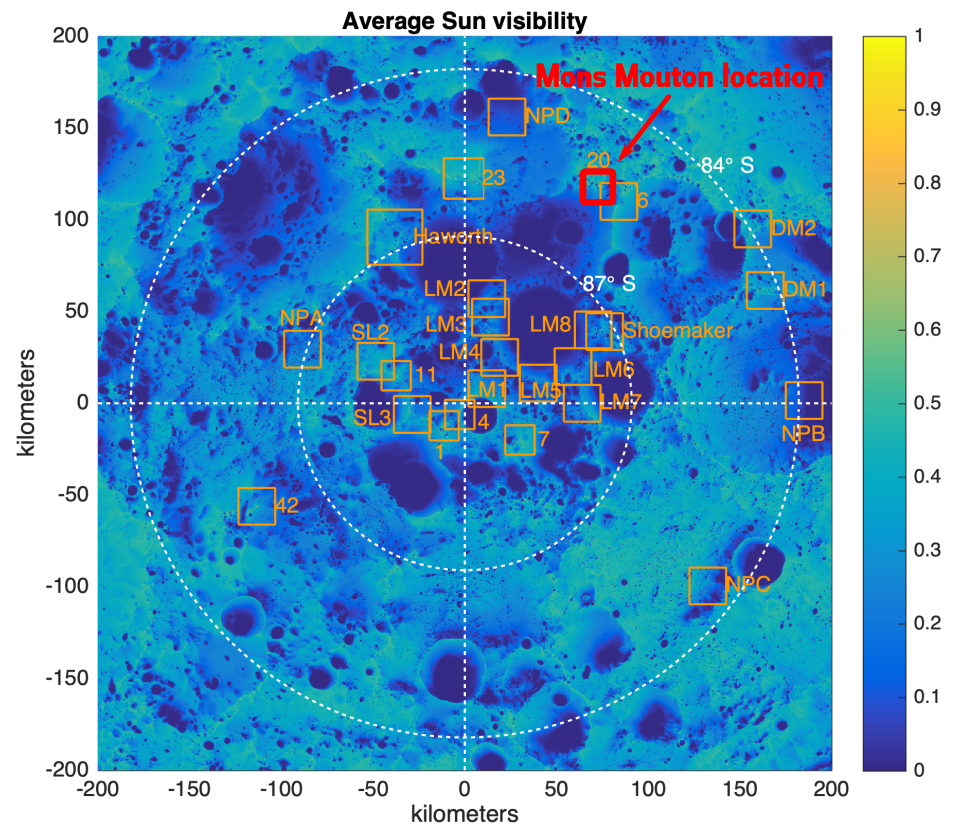 Average Sun visibility
200
150
100
50
0
-50
-100
-150
-200
kilometers
-200
-150
-100
-50
0
50
100
150
200
kilometers
Mons Mouton location
84° S
87° S
NPD
20
23
6
Haworth
DM2
DM1
LM2
LM3
LM8
Shoemaker
NPA
SL2
LM4
11
M1
LM5
LM6
LM7
SL3
1
4
7
NPB
42
NPC
1
0.9
0.8
0.7
0.6
0.5
0.4
0.3
0.2
0.1
0